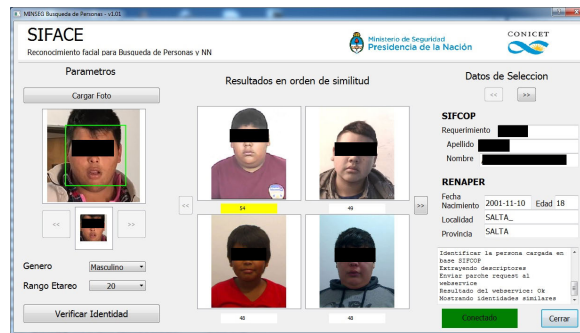 MINSEG Busqueda de Personas - v1.01
SIFACE
Reconocimiento facial para Busqueda de Personas y NN
Ministerio de Seguridad
Presidencia de la Nación
CONICET
Parametros
Cargar Foto
<<
>>
Genero
Masculino
Rango Etareo
20
Verificar Identidad
Resultados en orden de similitud
<<
54
49
>>
48
48
Datos de Seleccion
<<
>>
SIFCOP
Requerimiento
Apellido
Nombre
RENAPER
Fecha
Nacimiento 2001-11-10 Edad 18
Localidad SALTA_
Provincia SALTA
Identificar la persona cargada en
base SIFCOP
Extrayendo descriptores
Enviar parche request al
webservice
Resultado del webservice: Ok
Mostrando identidades similares
Conectado
Cerrar